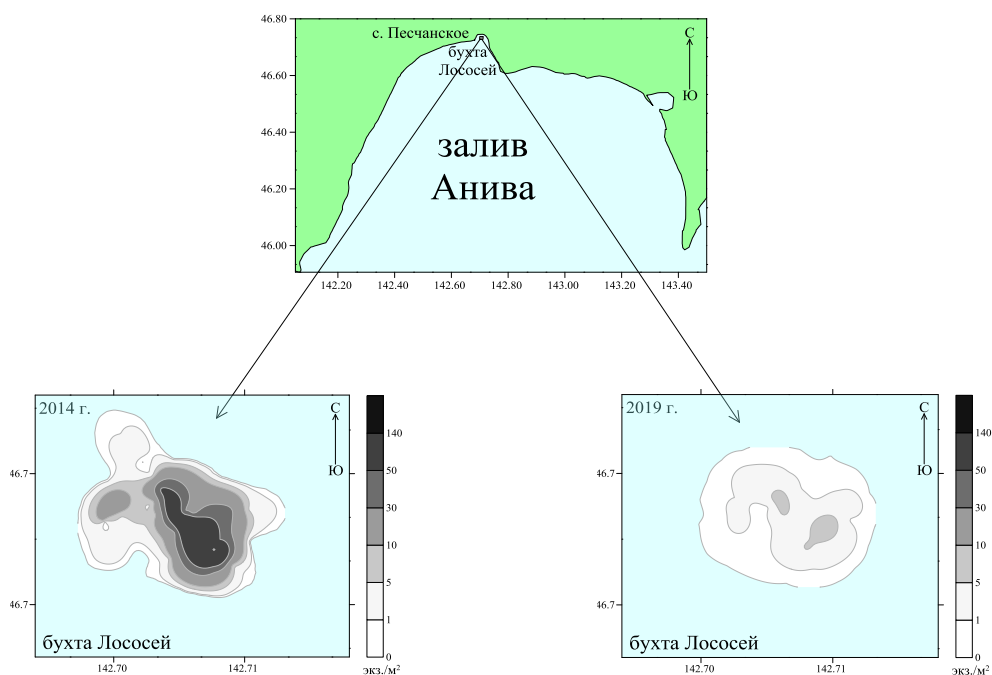 46.80
46.60
46.40
46.20
46.00
с. Песчанское
бухта
Лососей
С
Ю
залив
Анива
142.20
142.40
142.60
142.80
143.00
143.20
143.40
2014 г.
С
Ю
46.7
46.7
бухта Лососей
142.70
142.71
140
50
30
10
5
1
0
экз./м²
2019 г.
С
Ю
46.7
46.7
бухта Лососей
142.70
142.71
140
50
30
10
5
1
0
экз./м²